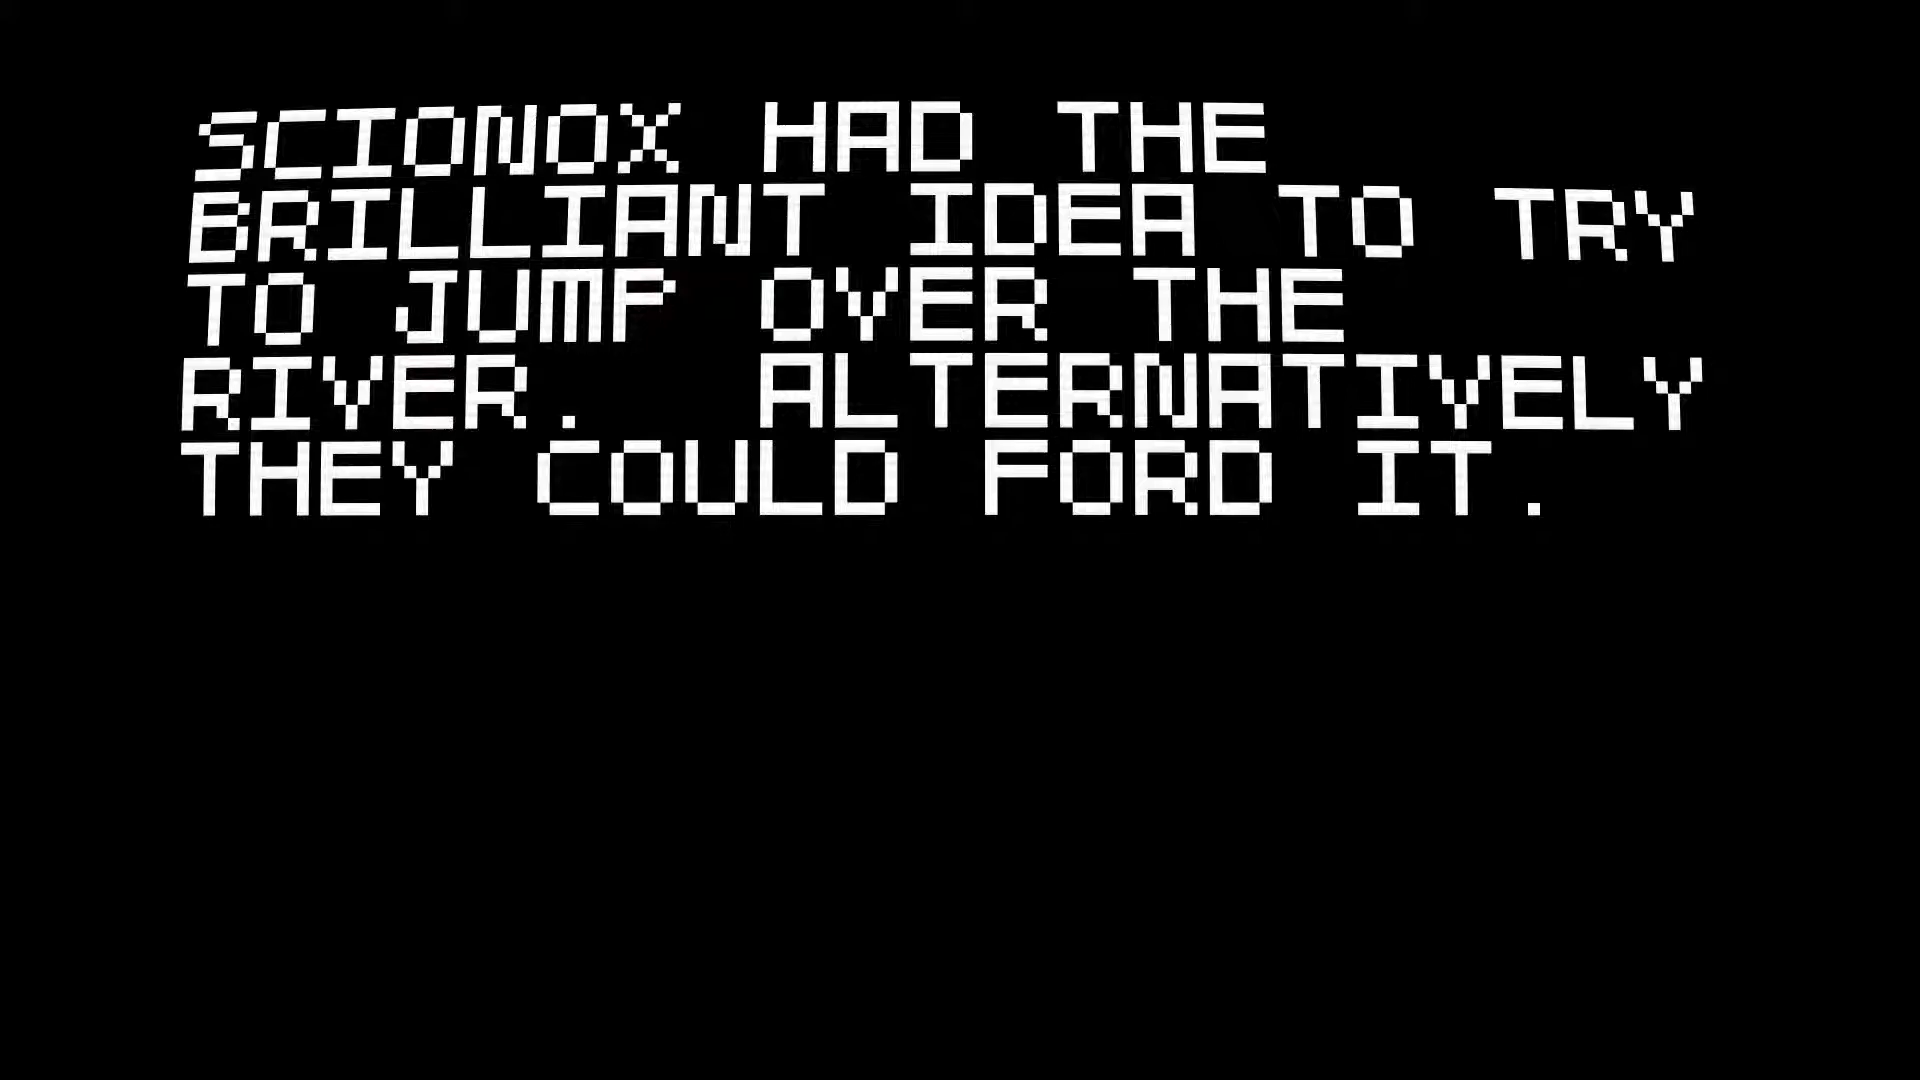 SCIONOX HAD THE
BRILLIANT IDEA TO TRY
TO JUMP OVER THE
RIVER.  ALTERNATIVELY
THEY COULD FORD IT.